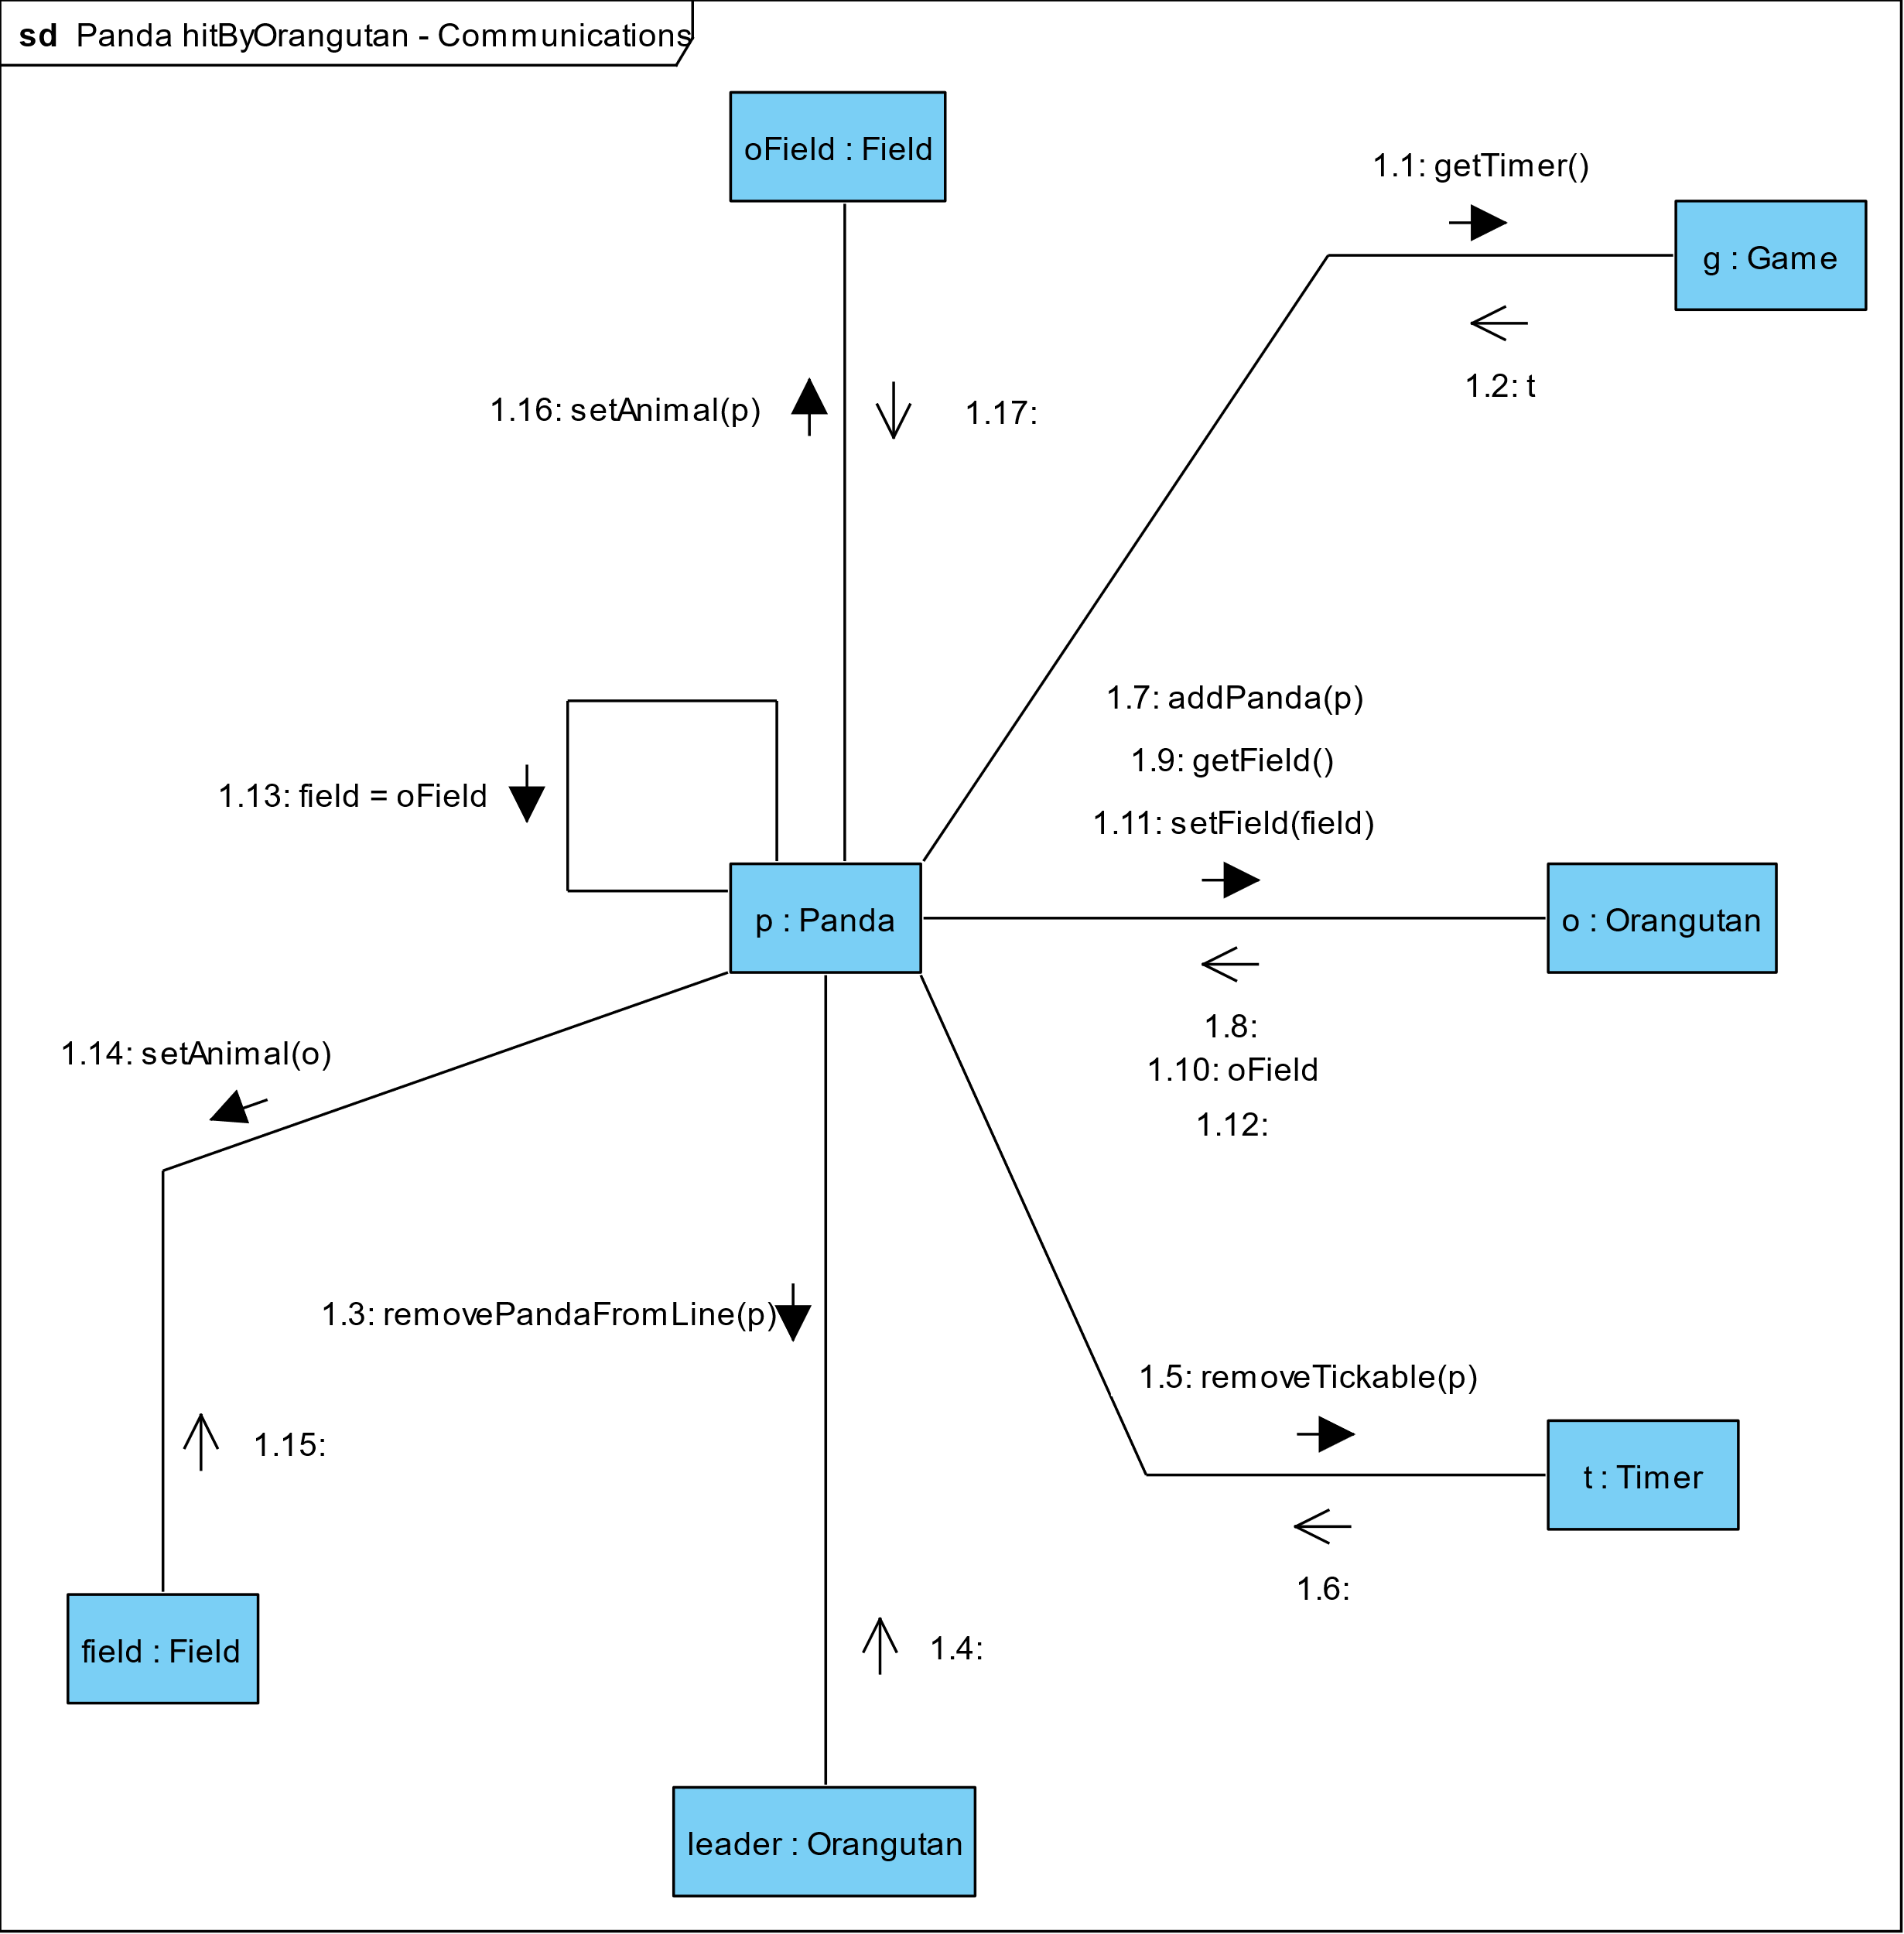 sd Panda hitByOrangutan - Communications
oField : Field
1.1: getTimer()
g : Game
1.2: t
1.16: setAnimal(p)
1.17:
1.7: addPanda(p)
1.9: getField()
1.13: field = oField
1.11: setField(field)
p : Panda
o : Orangutan
1.8:
1.14: setAnimal(o)
1.10: oField
1.12:
1.3: removePandaFromLine(p)
1.5: removeTickable(p)
1.15:
t : Timer
1.6:
field : Field
1.4:
leader : Orangutan